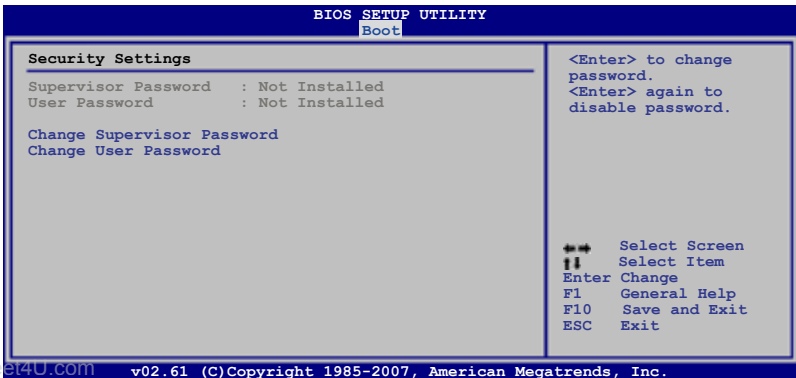 BIOS SETUP UTILITY
Boot
Security Settings
Supervisor Password : Not Installed
User Password : Not Installed
Change Supervisor Password
Change User Password
<Enter> to change
password.
<Enter> again to
disable password.
Select Screen
Select Item
Enter Change
F1 General Help
F10 Save and Exit
ESC Exit
et4U.com
v02.61 (C)Copyright 1985-2007, American Megatrends, Inc.